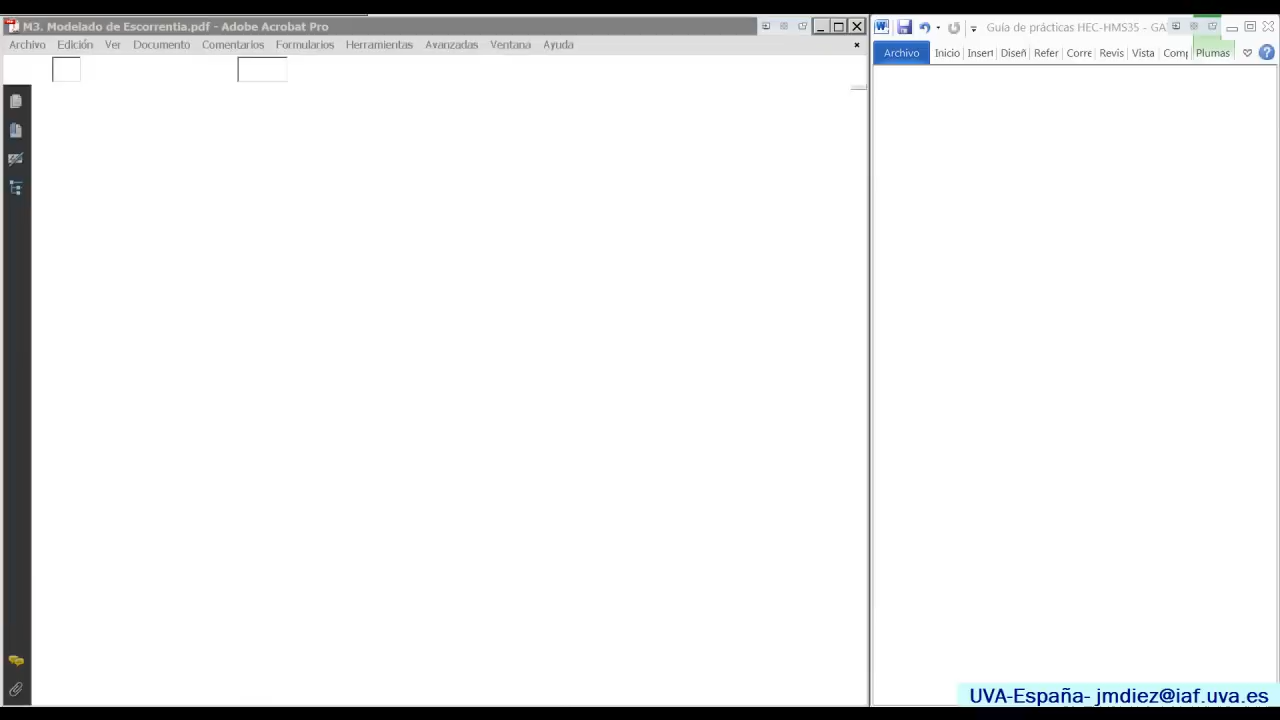 M3. Modelado de Escorrentia.pdf - Adobe Acrobat Pro
Archivo Edición Ver Documento Comentarios Formularios Herramientas Avanzadas Ventana Ayuda
Guía de prácticas HEC-HMS35 - GA
Archivo Inicio Insert Diseñ Refer Corre Revis Vista Comp Plumas
UVA-España- jmdiez@iaf.uva.es